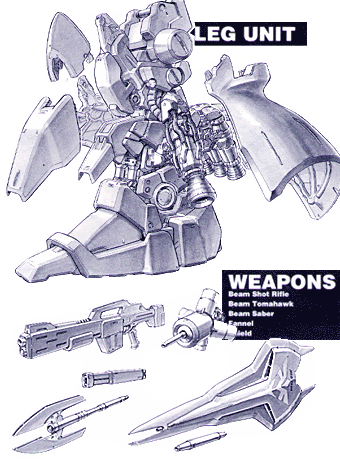 LEG UNIT
WEAPONS
Beam Shot Rifle
Beam Tomahawk
Beam Saber
Fannel